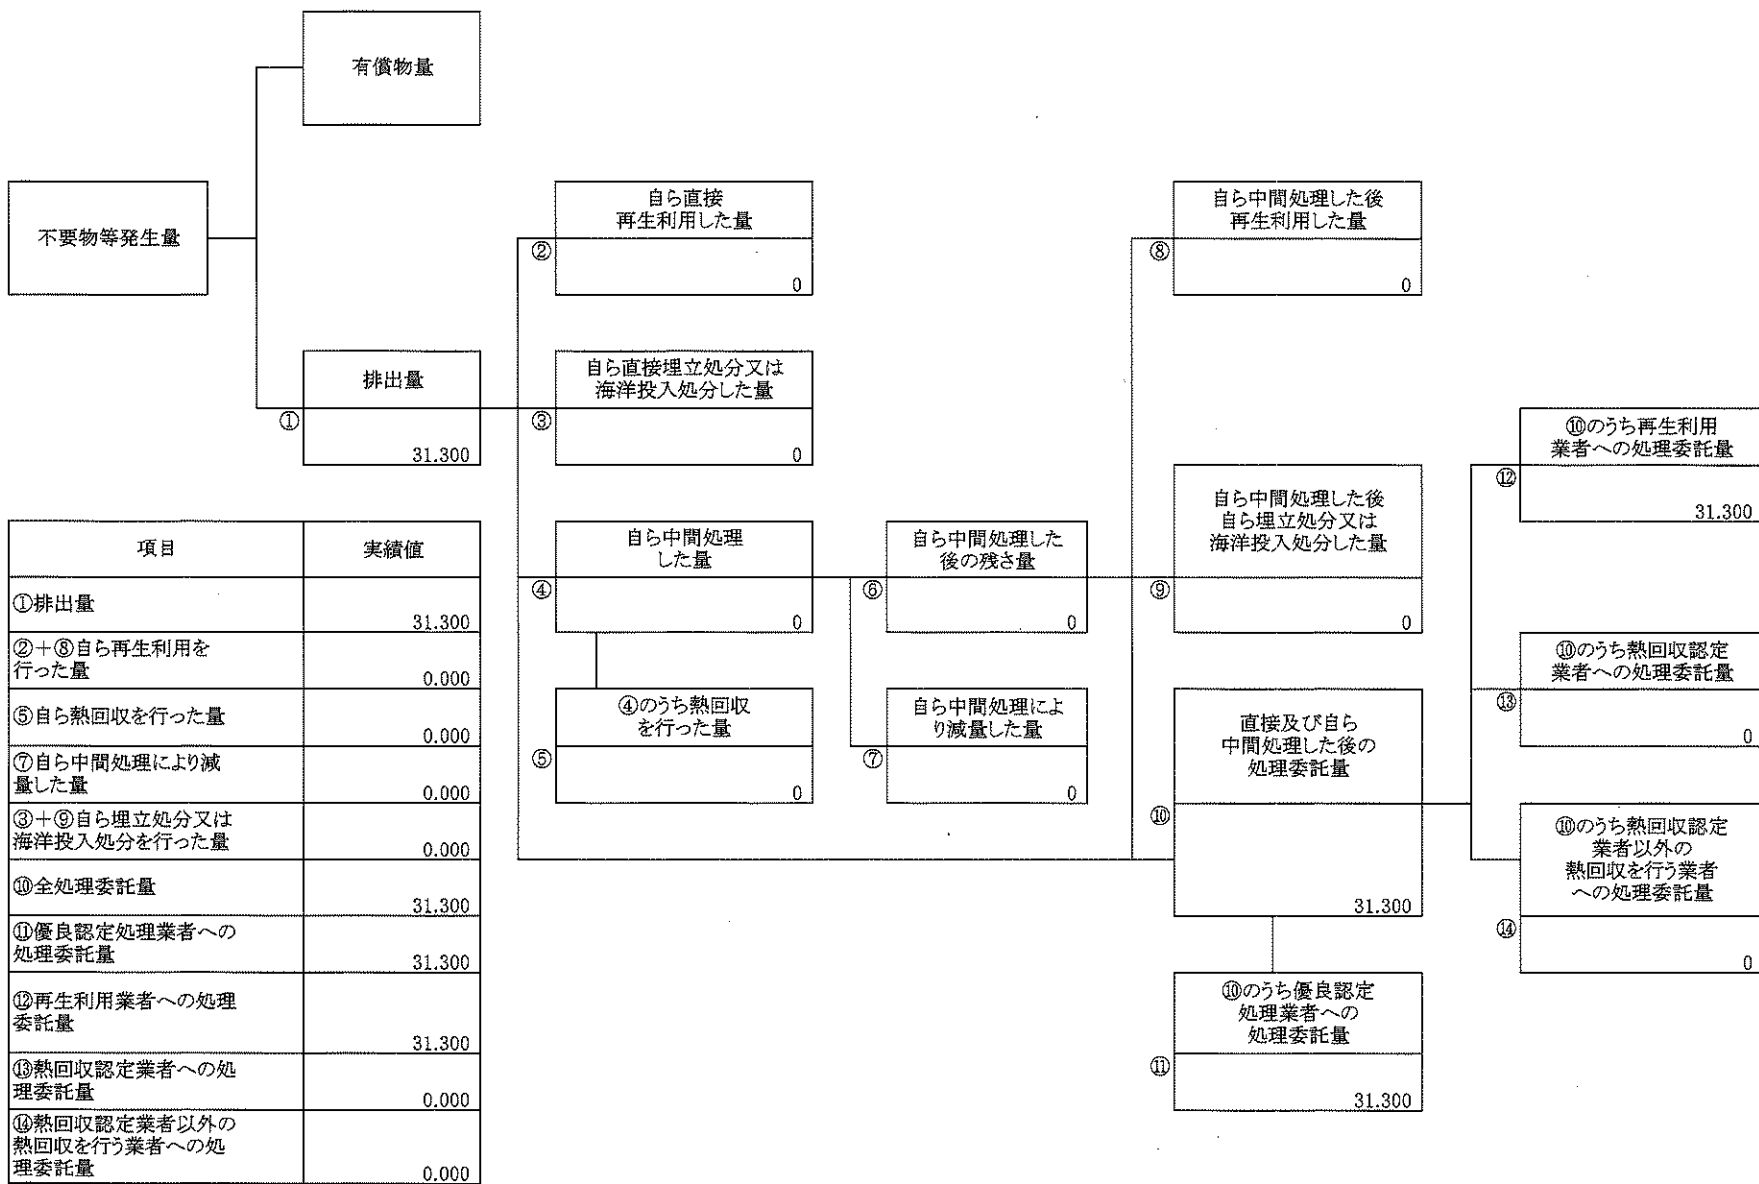 有償物量
不要物等発生量
自ら直接
再生利用した量
②
0
自ら中間処理した後
再生利用した量
⑧
0
排出量
①
31.300
自ら直接埋立処分又は
海洋投入処分した量
③
0
⑩のうち再生利用
業者への処理委託量
⑫
31.300
自ら中間処理
した量
④
0
自ら中間処理した
後の残さ量
⑥
0
自ら中間処理した後
自ら埋立処分又は
海洋投入処分した量
⑨
0
⑩のうち熱回収認定
業者への処理委託量
⑬
0
④のうち熱回収
を行った量
⑤
0
自ら中間処理によ
り減量した量
⑦
0
直接及び自ら
中間処理した後の
処理委託量
⑩
31.300
⑩のうち熱回収認定
業者以外の
熱回収を行う業者
への処理委託量
⑭
0
⑩のうち優良認定
処理業者への
処理委託量
⑪
31.300
項目 実績値
①排出量
31.300
②+⑧自ら再生利用を
行った量
0.000
⑤自ら熱回収を行った量
0.000
⑦自ら中間処理により減
量した量
0.000
③+⑨自ら埋立処分又は
海洋投入処分を行った量
0.000
⑩全処理委託量
31.300
⑪優良認定処理業者への
処理委託量
31.300
⑫再生利用業者への処理
委託量
31.300
⑬熱回収認定業者への処
理委託量
0.000
⑭熱回収認定業者以外の
熱回収を行う業者への処
理委託量
0.000